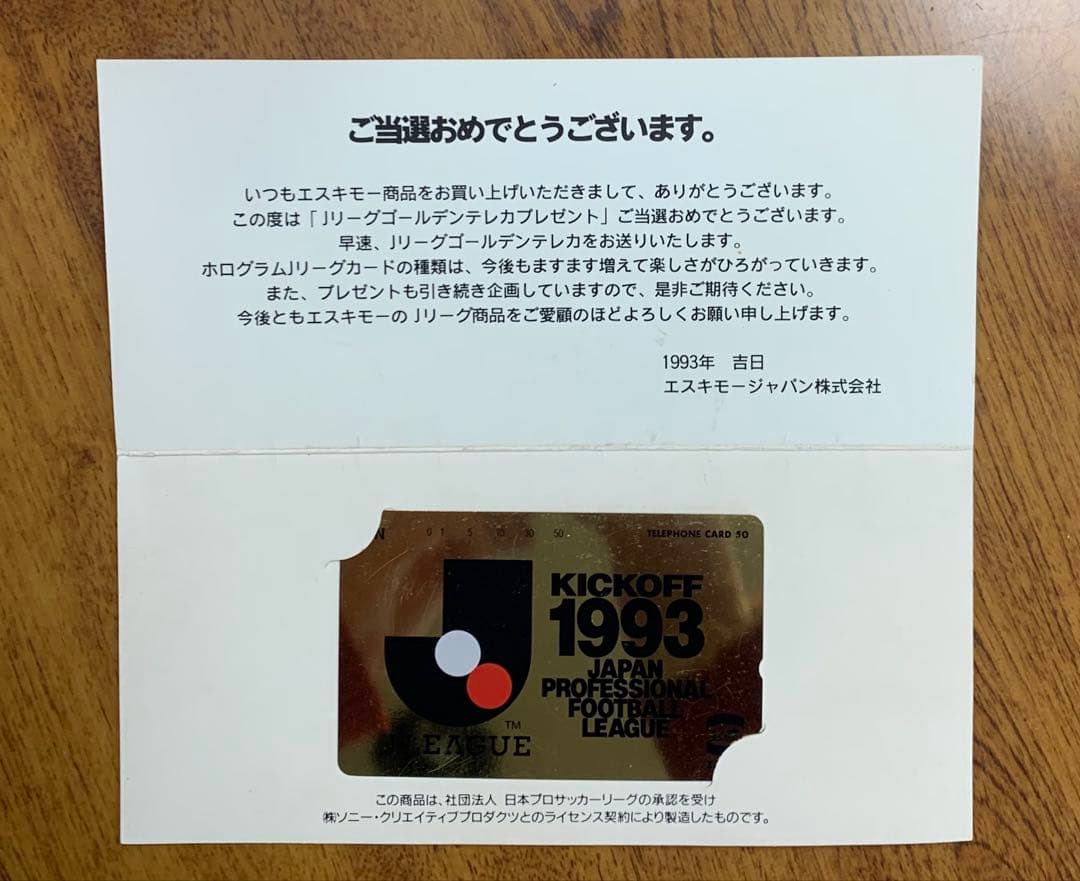 ご当選おめでとうございます。
いつもエスキモー商品をお買い上げいただきまして、ありがとうございます。
この度は「Jリーグゴールデンテレカプレゼント」ご当選おめでとうございます。
早速、Jリーグゴールデンテレカをお送りいたします。
ホログラムJリーグカードの種類は、今後もますます増えて楽しさがひろがっていきます。
また、プレゼントも引き続き企画していますので、是非ご期待ください。
今後ともエスキモーのJリーグ商品をご愛顧のほどよろしくお願い申し上げます。
1993年 吉日
エスキモージャパン株式会社
N 0 1 5 10 30 50 TELEPHONE CARD 50
KICKOFF
1993
JAPAN
PROFESSIONAL
FOOTBALL
LEAGUE
TM
J.LEAGUE
この商品は、社団法人 日本プロサッカーリーグの承認を受け
㈱ソニー・クリエイティブプロダクツとのライセンス契約により製造したものです。